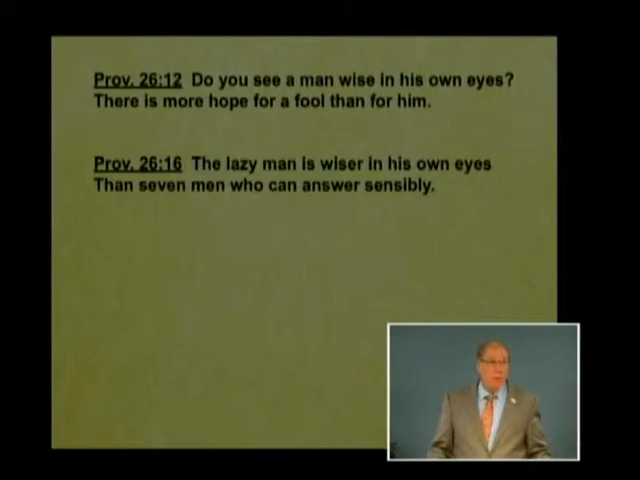 Prov. 26:12 Do you see a man wise in his own eyes?
There is more hope for a fool than for him.
Prov. 26:16 The lazy man is wiser in his own eyes
Than seven men who can answer sensibly.